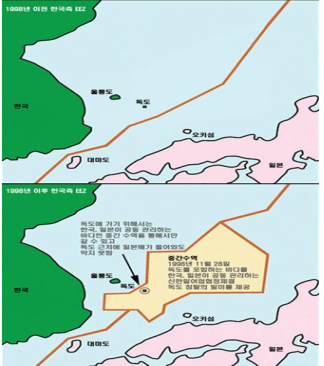 1998년 이전 한국측 EEZ
울릉도
독도
한국
오키섬
대마도
일본
1998년 이후 한국측 EEZ
독도에 가기 위해서는
한국, 일본이 공동 관리하는
바다인 중간 수역을 통해서만
갈 수 있고
독도 근처에 일본배가 들어와도
막지 못함
중간수역
1998년 11월 28일
독도를 포함하는 바다를
한국, 일본이 공동 관리하는
신한일어업협정체결
독도 침탈의 빌미를 제공
울릉도
독도
한국
오키섬
대마도
일본